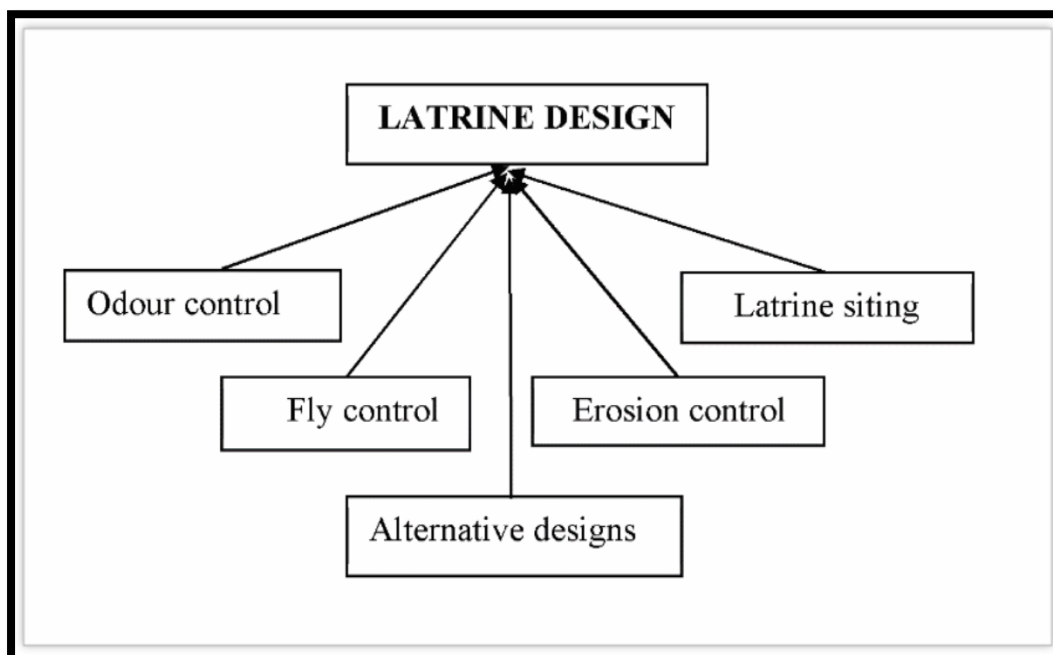 LATRINE DESIGN
Odour control
Latrine siting
Fly control
Erosion control
Alternative designs